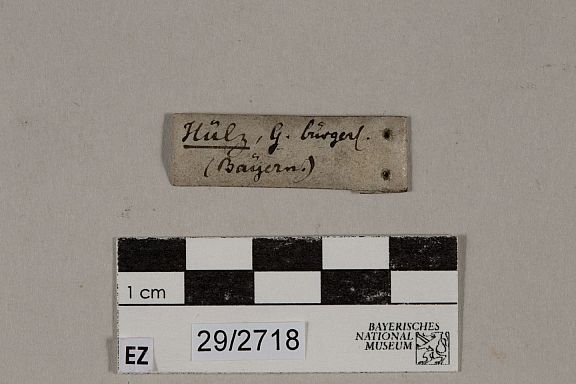 Hülz, G. bürgerl.
(Bayern.)
1 cm
EZ
29/2718
BAYERISCHES
NATIONAL
MUSEUM